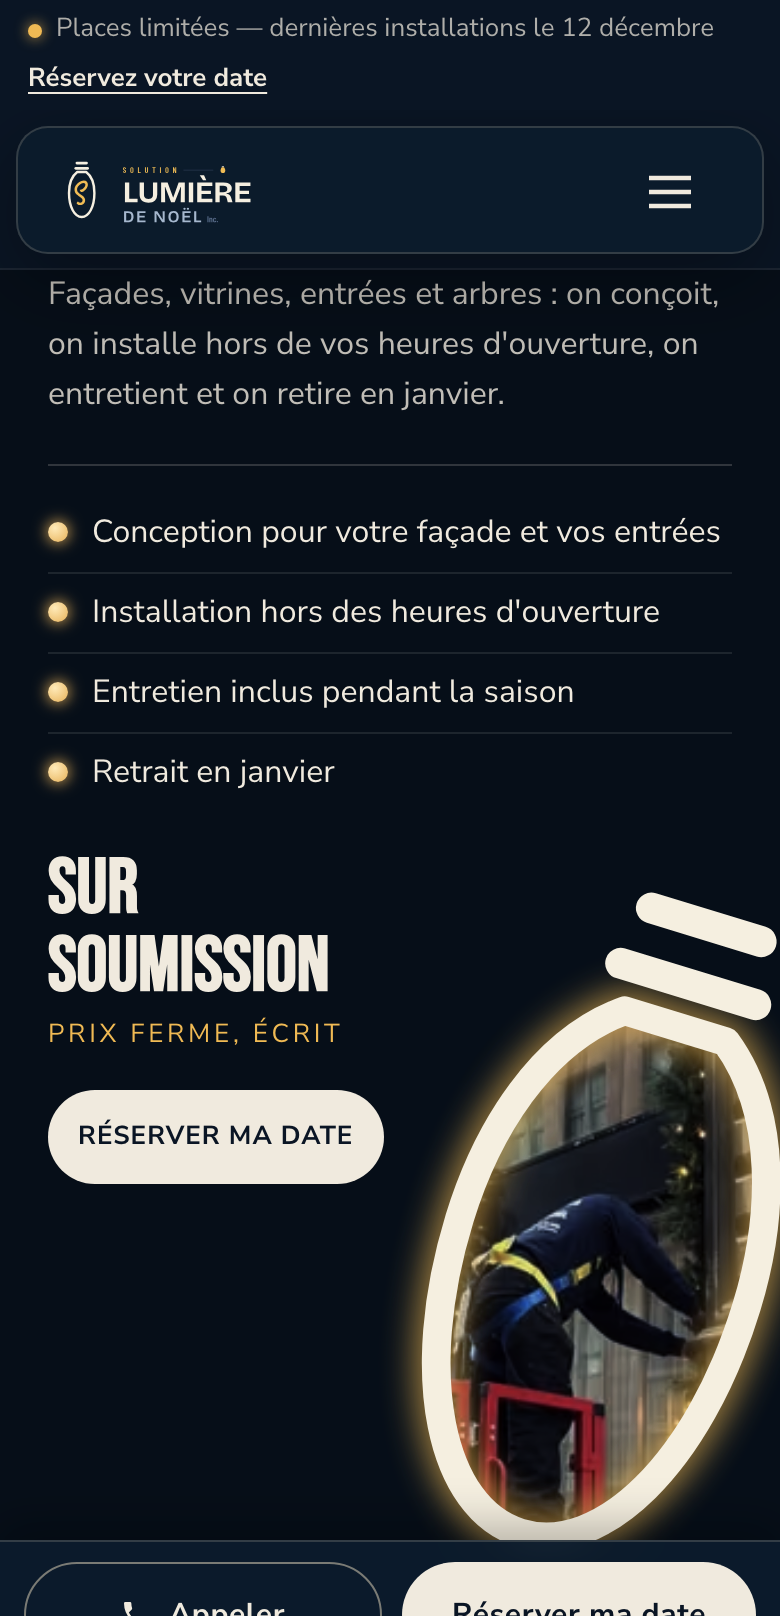 Places limitées — dernières installations le 12 décembre
Réservez votre date
SOLUTION
LUMIÈRE
DE NOËL Inc.
Façades, vitrines, entrées et arbres : on conçoit,
on installe hors de vos heures d'ouverture, on
entretient et on retire en janvier.
Conception pour votre façade et vos entrées
Installation hors des heures d'ouverture
Entretien inclus pendant la saison
Retrait en janvier
SUR
SOUMISSION
PRIX FERME, ÉCRIT
RÉSERVER MA DATE
Appeler
Réserver ma date